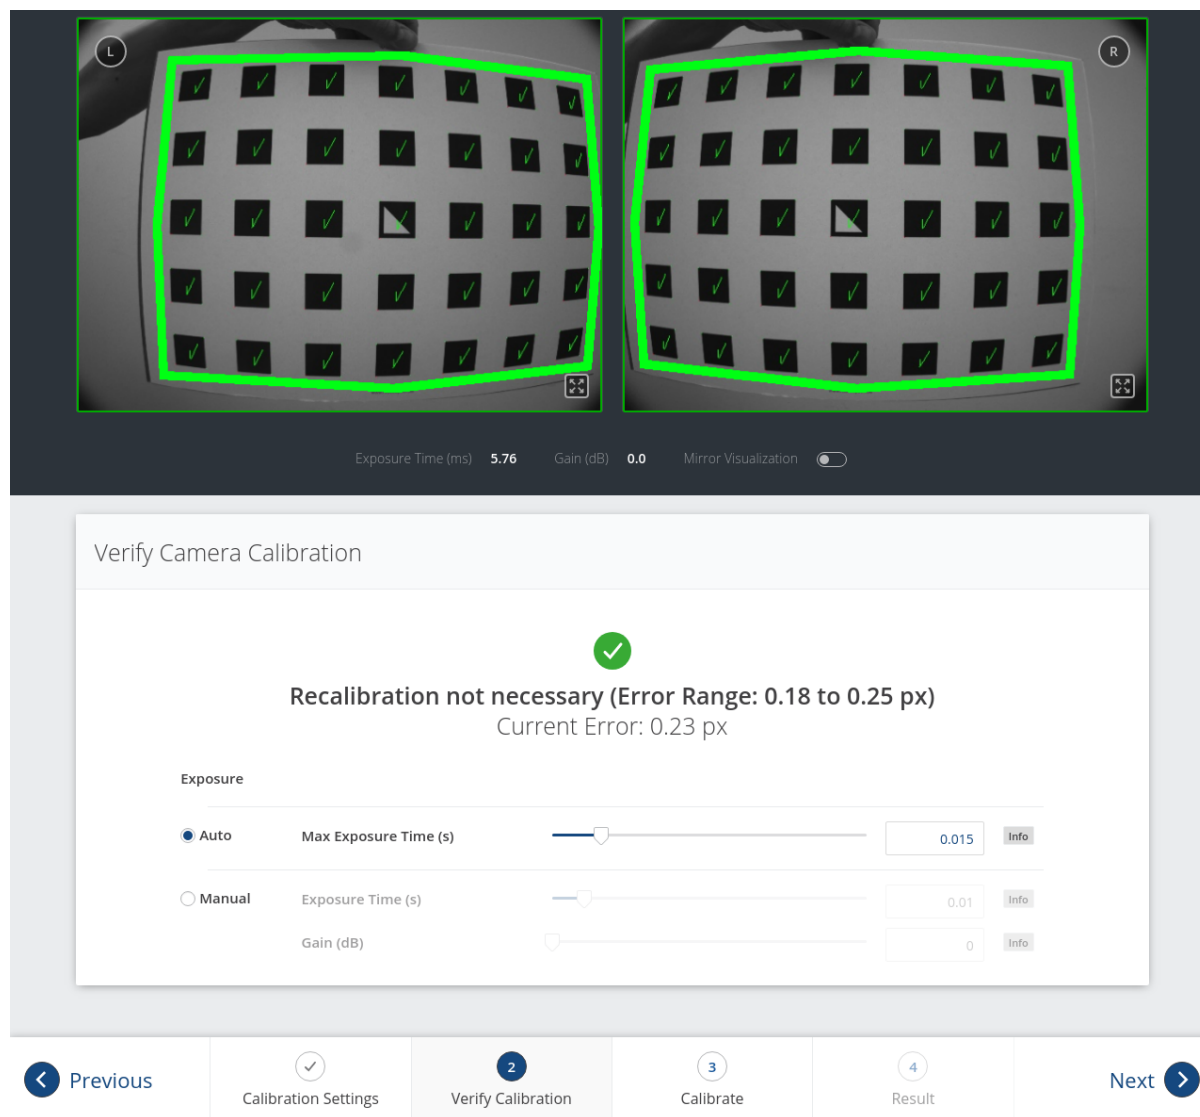 L
R
Exposure Time (ms) 5.76 Gain (dB) 0.0 Mirror Visualization
Verify Camera Calibration
Recalibration not necessary (Error Range: 0.18 to 0.25 px)
Current Error: 0.23 px
Exposure
Auto Max Exposure Time (s) 0.015 Info
Manual Exposure Time (s) 0.01 Info
Gain (dB) 0 Info
Previous
2
3
4
Next
Calibration Settings
Verify Calibration
Calibrate
Result